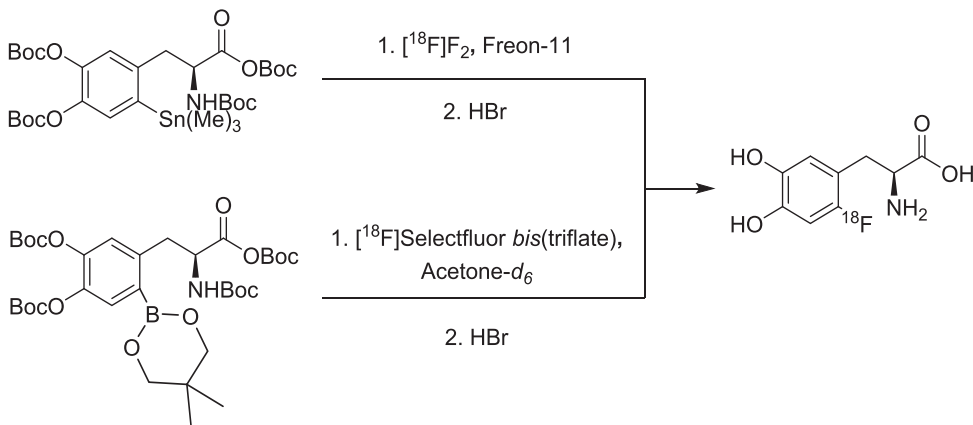 O
BocO
OBoc
NHBoc
BocO
Sn(Me)₃
1. [¹⁸F]F₂, Freon-11
2. HBr
O
HO
OH
HO
¹⁸F
NH₂
O
BocO
OBoc
NHBoc
BocO
B
O
O
1. [¹⁸F]Selectfluor bis(triflate),
Acetone-d₆
2. HBr